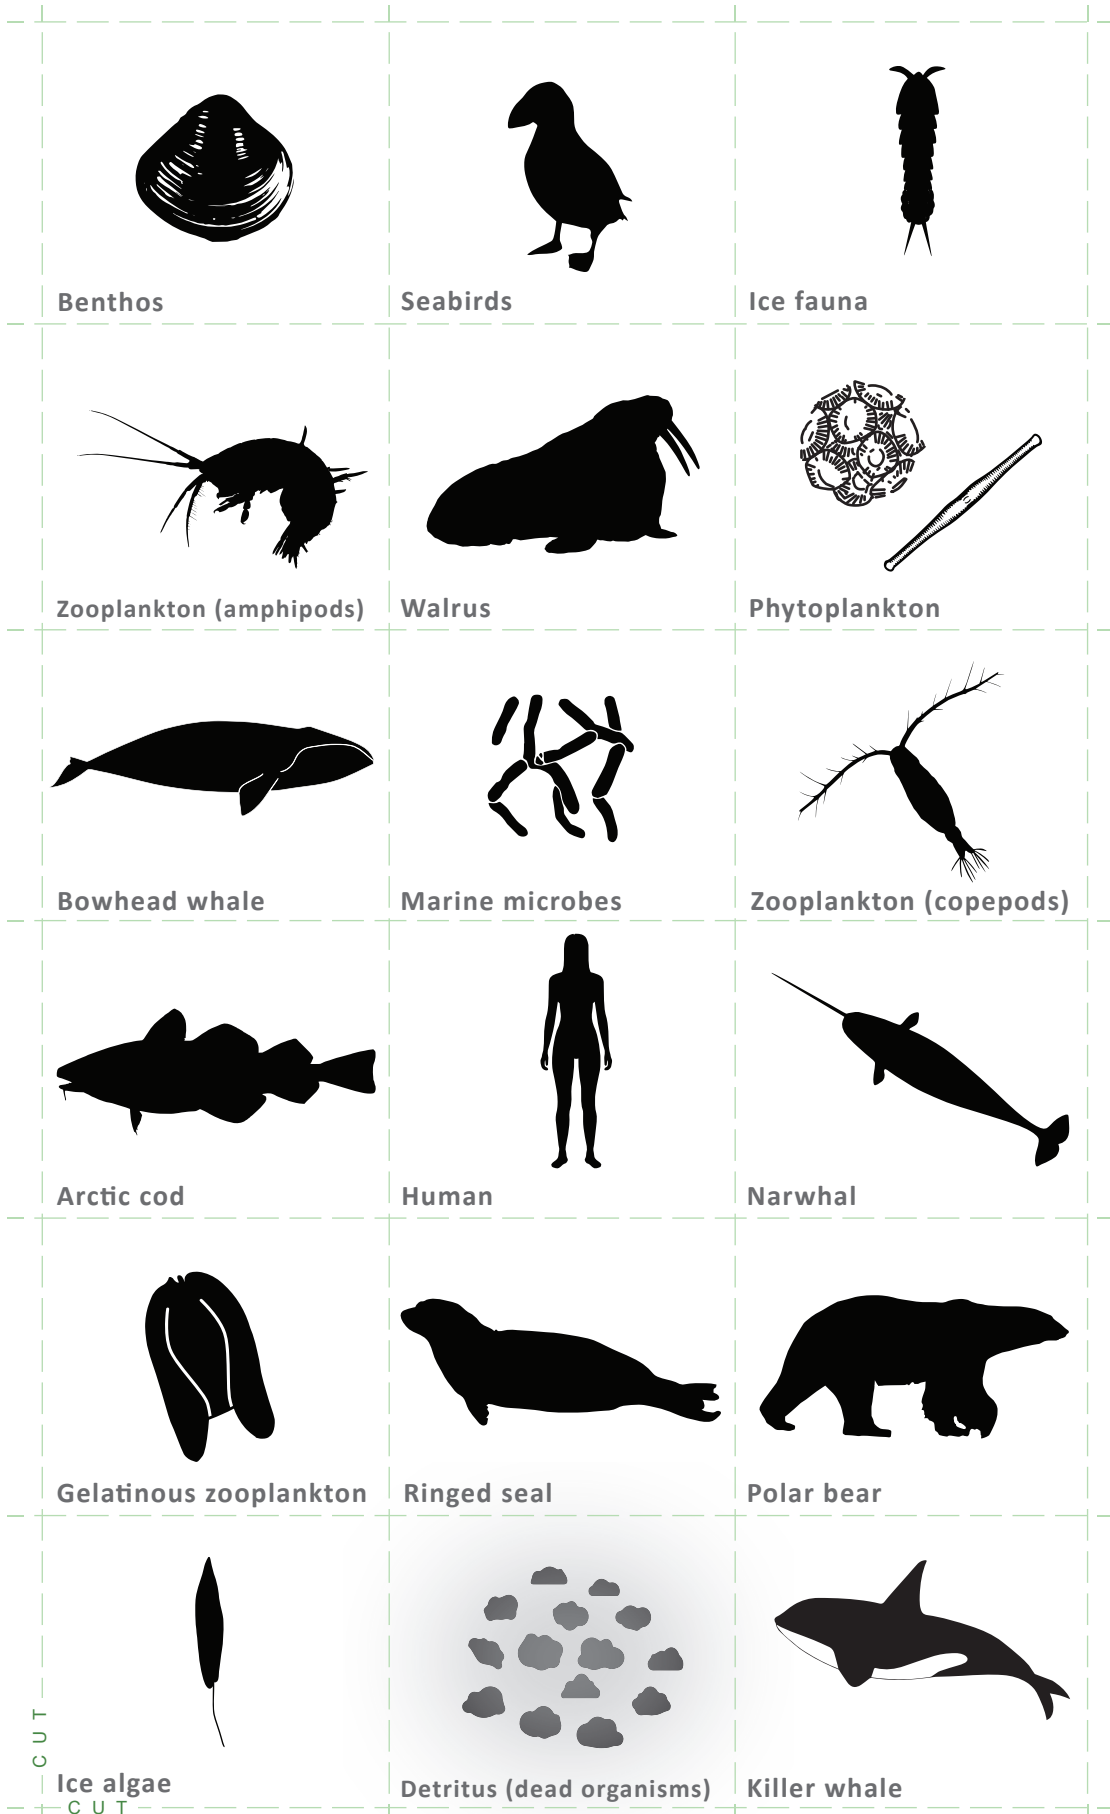 Benthos
Seabirds
Ice fauna
Zooplankton (amphipods)
Walrus
Phytoplankton
Bowhead whale
Marine microbes
Zooplankton (copepods)
Arctic cod
Human
Narwhal
Gelatinous zooplankton
Ringed seal
Polar bear
Ice algae
Detritus (dead organisms)
Killer whale
CUT
CUT